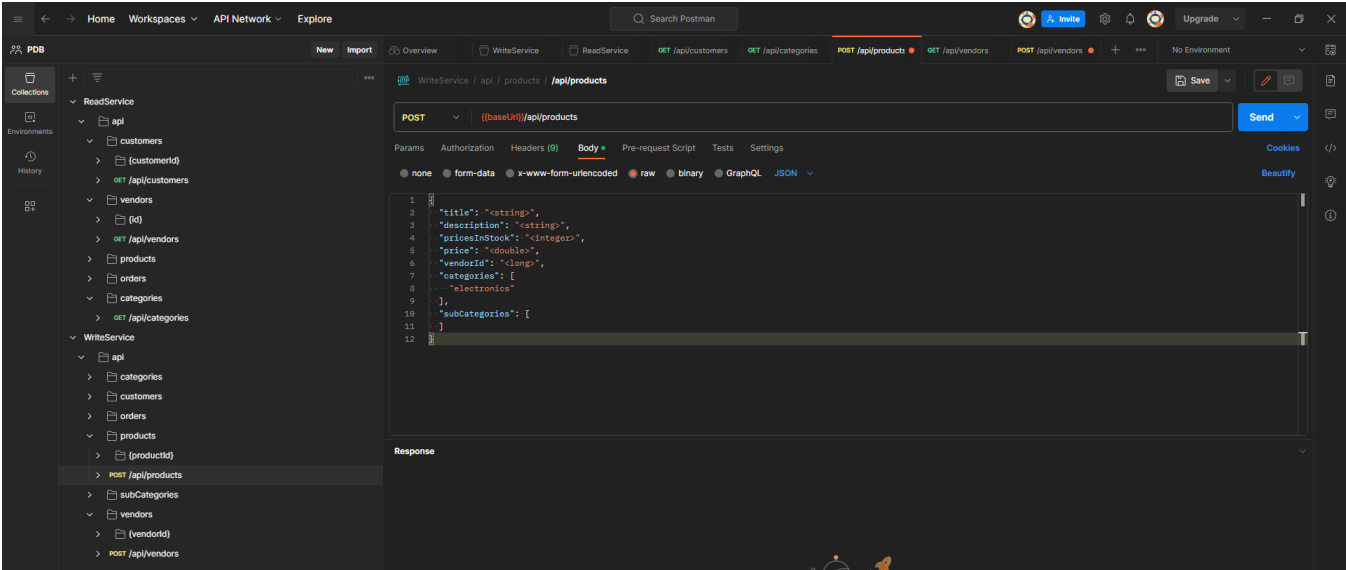 Home Workspaces API Network Explore Search Postman Invite Upgrade
PDB New Import Overview WriteService ReadService GET /api/customers GET /api/categories POST /api/products GET /api/vendors POST /api/vendors No Environment
Collections
Environments
History
ReadService
api
customers
{customerId}
GET /api/customers
vendors
{id}
GET /api/vendors
products
orders
categories
GET /api/categories
WriteService
api
categories
customers
orders
products
{productId}
POST /api/products
subCategories
vendors
{vendorId}
POST /api/vendors
WriteService / api / products / /api/products Save
POST {{baseUrl}}/api/products Send
Params Authorization Headers (9) Body Pre-request Script Tests Settings Cookies
none form-data x-www-form-urlencoded raw binary GraphQL JSON Beautify
1 {
2 "title": "<string>",
3 "description": "<string>",
4 "pricesInStock": "<integer>",
5 "price": "<double>",
6 "vendorId": "<long>",
7 "categories": [
8 "electronics"
9 ],
10 "subCategories": [
11 ]
12 }
Response